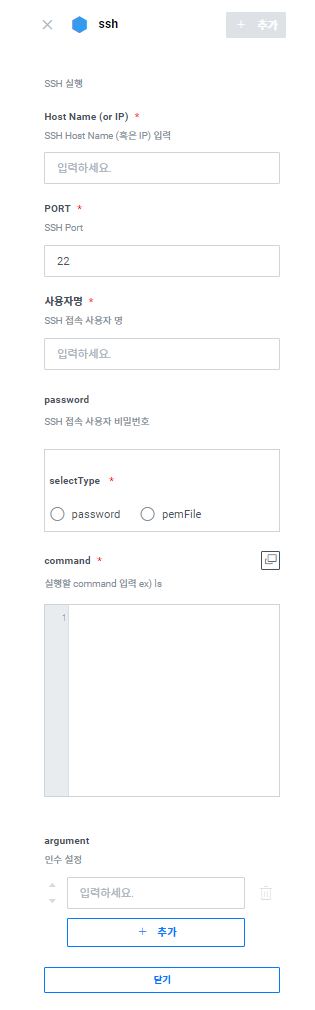 ssh
+ 추가
SSH 실행
Host Name (or IP) *
SSH Host Name (혹은 IP) 입력
입력하세요.
PORT *
SSH Port
22
사용자명 *
SSH 접속 사용자 명
입력하세요.
password
SSH 접속 사용자 비밀번호
selectType *
password pemFile
command *
실행할 command 입력 ex) ls
1
argument
인수 설정
입력하세요.
+ 추가
닫기